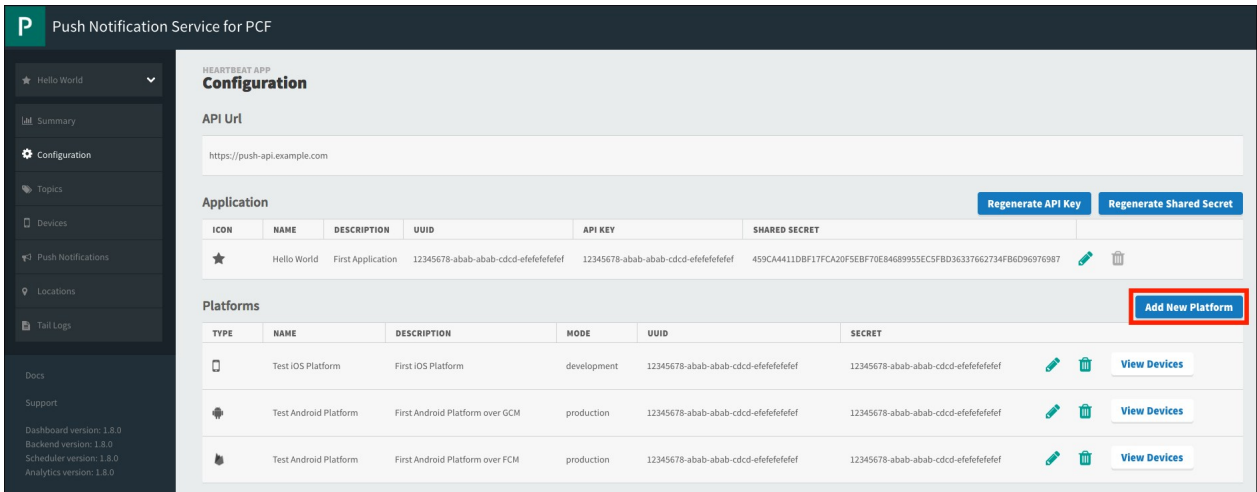 P Push Notification Service for PCF
Hello World
Summary
Configuration
Topics
Devices
Push Notifications
Locations
Tail Logs
Docs
Support
Dashboard version: 1.8.0
Backend version: 1.8.0
Scheduler version: 1.8.0
Analytics version: 1.8.0
HEARTBEAT APP
Configuration
API Url
https://push-api.example.com
Application Regenerate API Key Regenerate Shared Secret
ICON NAME DESCRIPTION UUID API KEY SHARED SECRET
Hello World First Application 12345678-abab-abab-cdcd-efefefefefef 12345678-abab-abab-cdcd-efefefefefef 459CA4411DBF17FCA20F5EBF70E84689955EC5FBD36337662734FB6D96976987
Platforms Add New Platform
TYPE NAME DESCRIPTION MODE UUID SECRET
Test iOS Platform First iOS Platform development 12345678-abab-abab-cdcd-efefefefefef 12345678-abab-abab-cdcd-efefefefefef View Devices
Test Android Platform First Android Platform over GCM production 12345678-abab-abab-cdcd-efefefefefef 12345678-abab-abab-cdcd-efefefefefef View Devices
Test Android Platform First Android Platform over FCM production 12345678-abab-abab-cdcd-efefefefefef 12345678-abab-abab-cdcd-efefefefefef View Devices